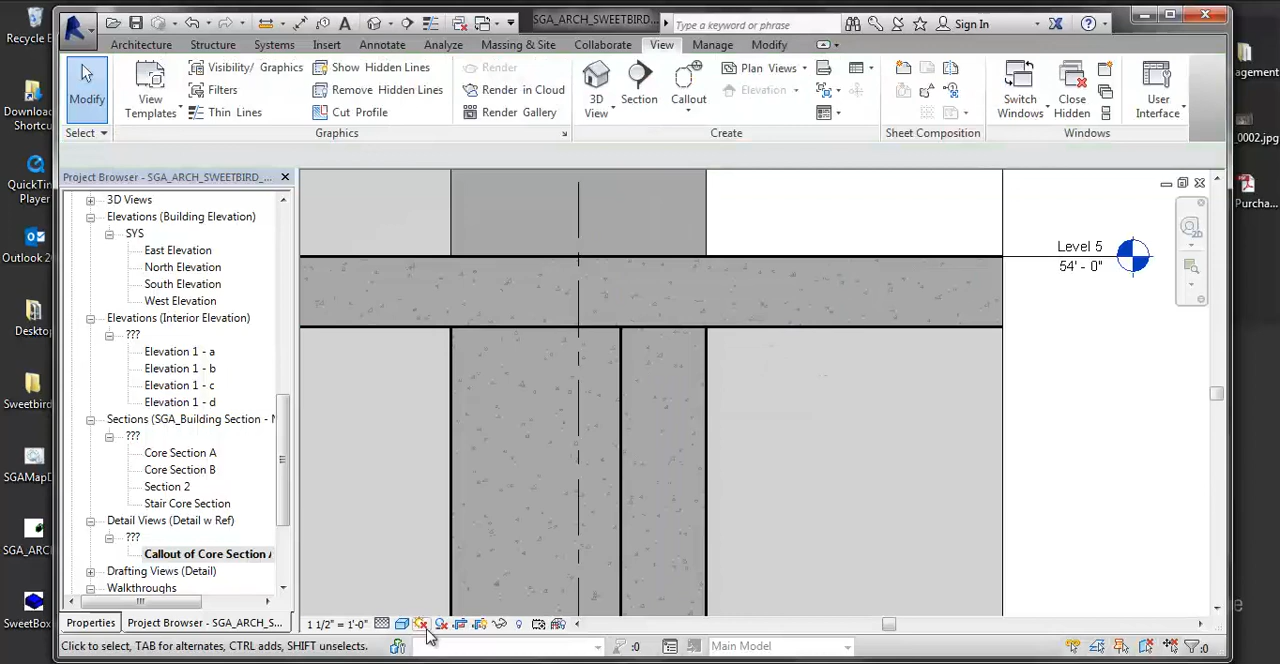 Recycle B
Download
Shortcu
QuickTim
Player
Outlook 20
Desktop
Sweetbird
SGAMapD
SGA_ARC
SweetBox
SGA_ARCH_SWEETBIRD_...
Type a keyword or phrase
Sign In
Architecture Structure Systems Insert Annotate Analyze Massing & Site Collaborate View Manage Modify
Modify
Select
View
Templates
Visibility/ Graphics
Filters
Thin Lines
Show Hidden Lines
Remove Hidden Lines
Cut Profile
Graphics
Render
Render in Cloud
Render Gallery
3D
View
Section
Callout
Plan Views
Elevation
Create
Sheet Composition
Switch
Windows
Close
Hidden
Windows
User
Interface
Project Browser - SGA_ARCH_SWEETBIRD_...
3D Views
Elevations (Building Elevation)
SYS
East Elevation
North Elevation
South Elevation
West Elevation
Elevations (Interior Elevation)
???
Elevation 1 - a
Elevation 1 - b
Elevation 1 - c
Elevation 1 - d
Sections (SGA_Building Section - N
???
Core Section A
Core Section B
Section 2
Stair Core Section
Detail Views (Detail w Ref)
???
Callout of Core Section A
Drafting Views (Detail)
Walkthroughs
Properties
Project Browser - SGA_ARCH_S...
Level 5
54' - 0"
2D
1 1/2" = 1'-0"
Click to select, TAB for alternates, CTRL adds, SHIFT unselects.
:0
Main Model
:0
agement
_0002.jpg
Purcha...
e